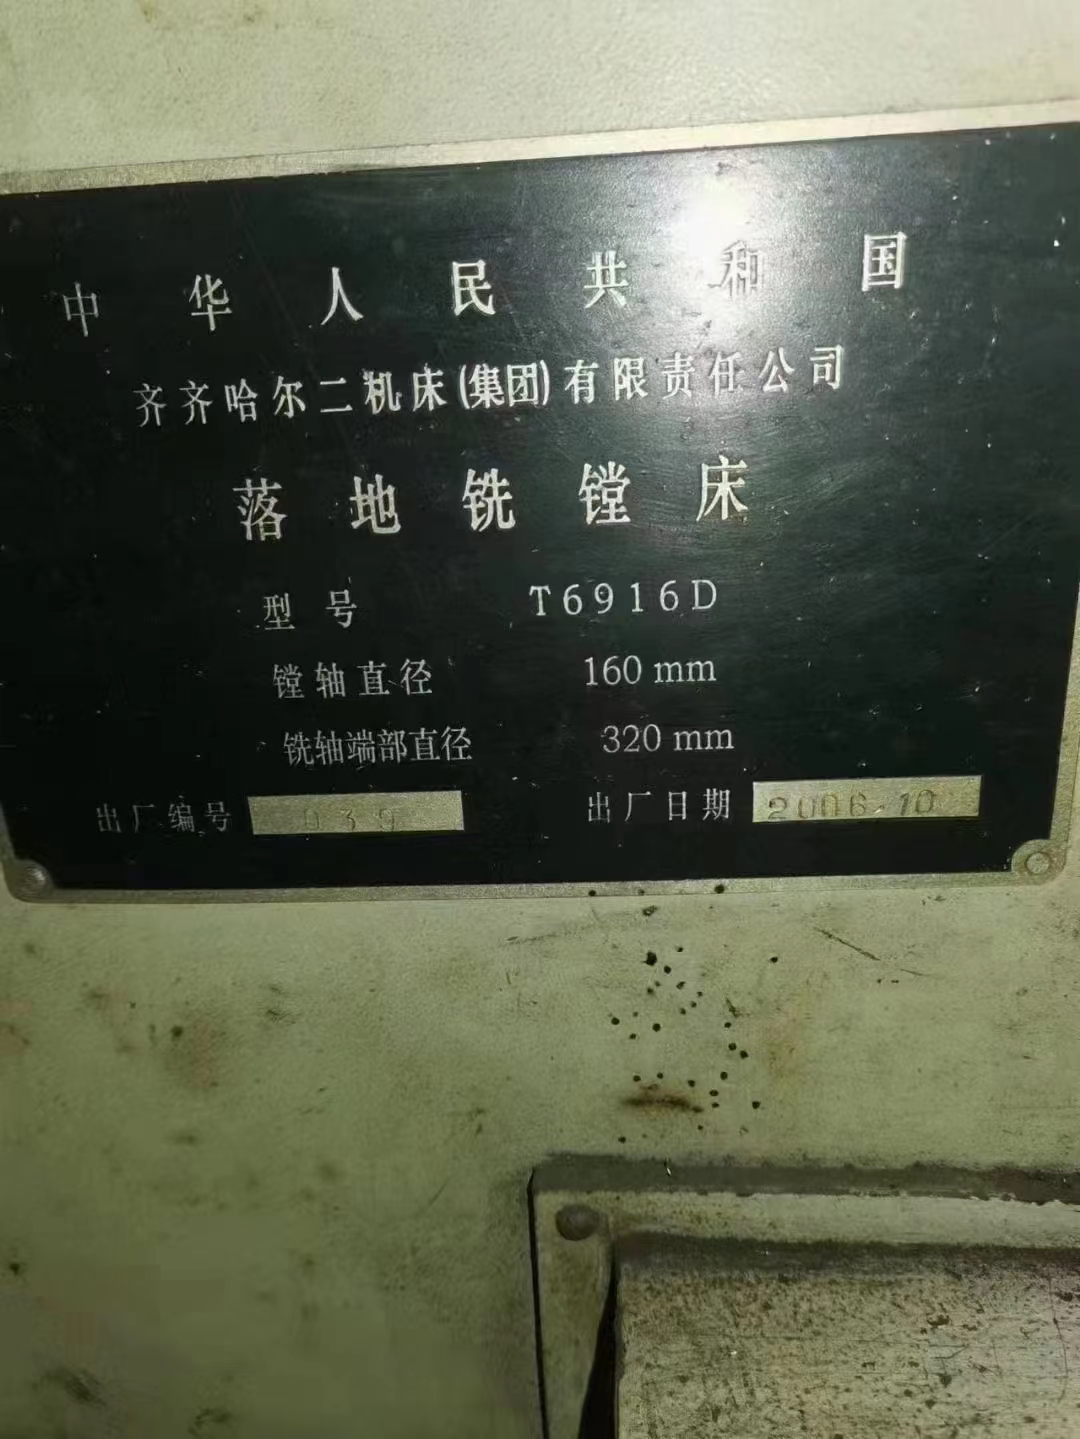 中华人民共和国
齐齐哈尔二机床(集团)有限责任公司
落地铣镗床
型号 T6916D
镗轴直径 160 mm
铣轴端部直径 320 mm
出厂编号 039 出厂日期 2006.10